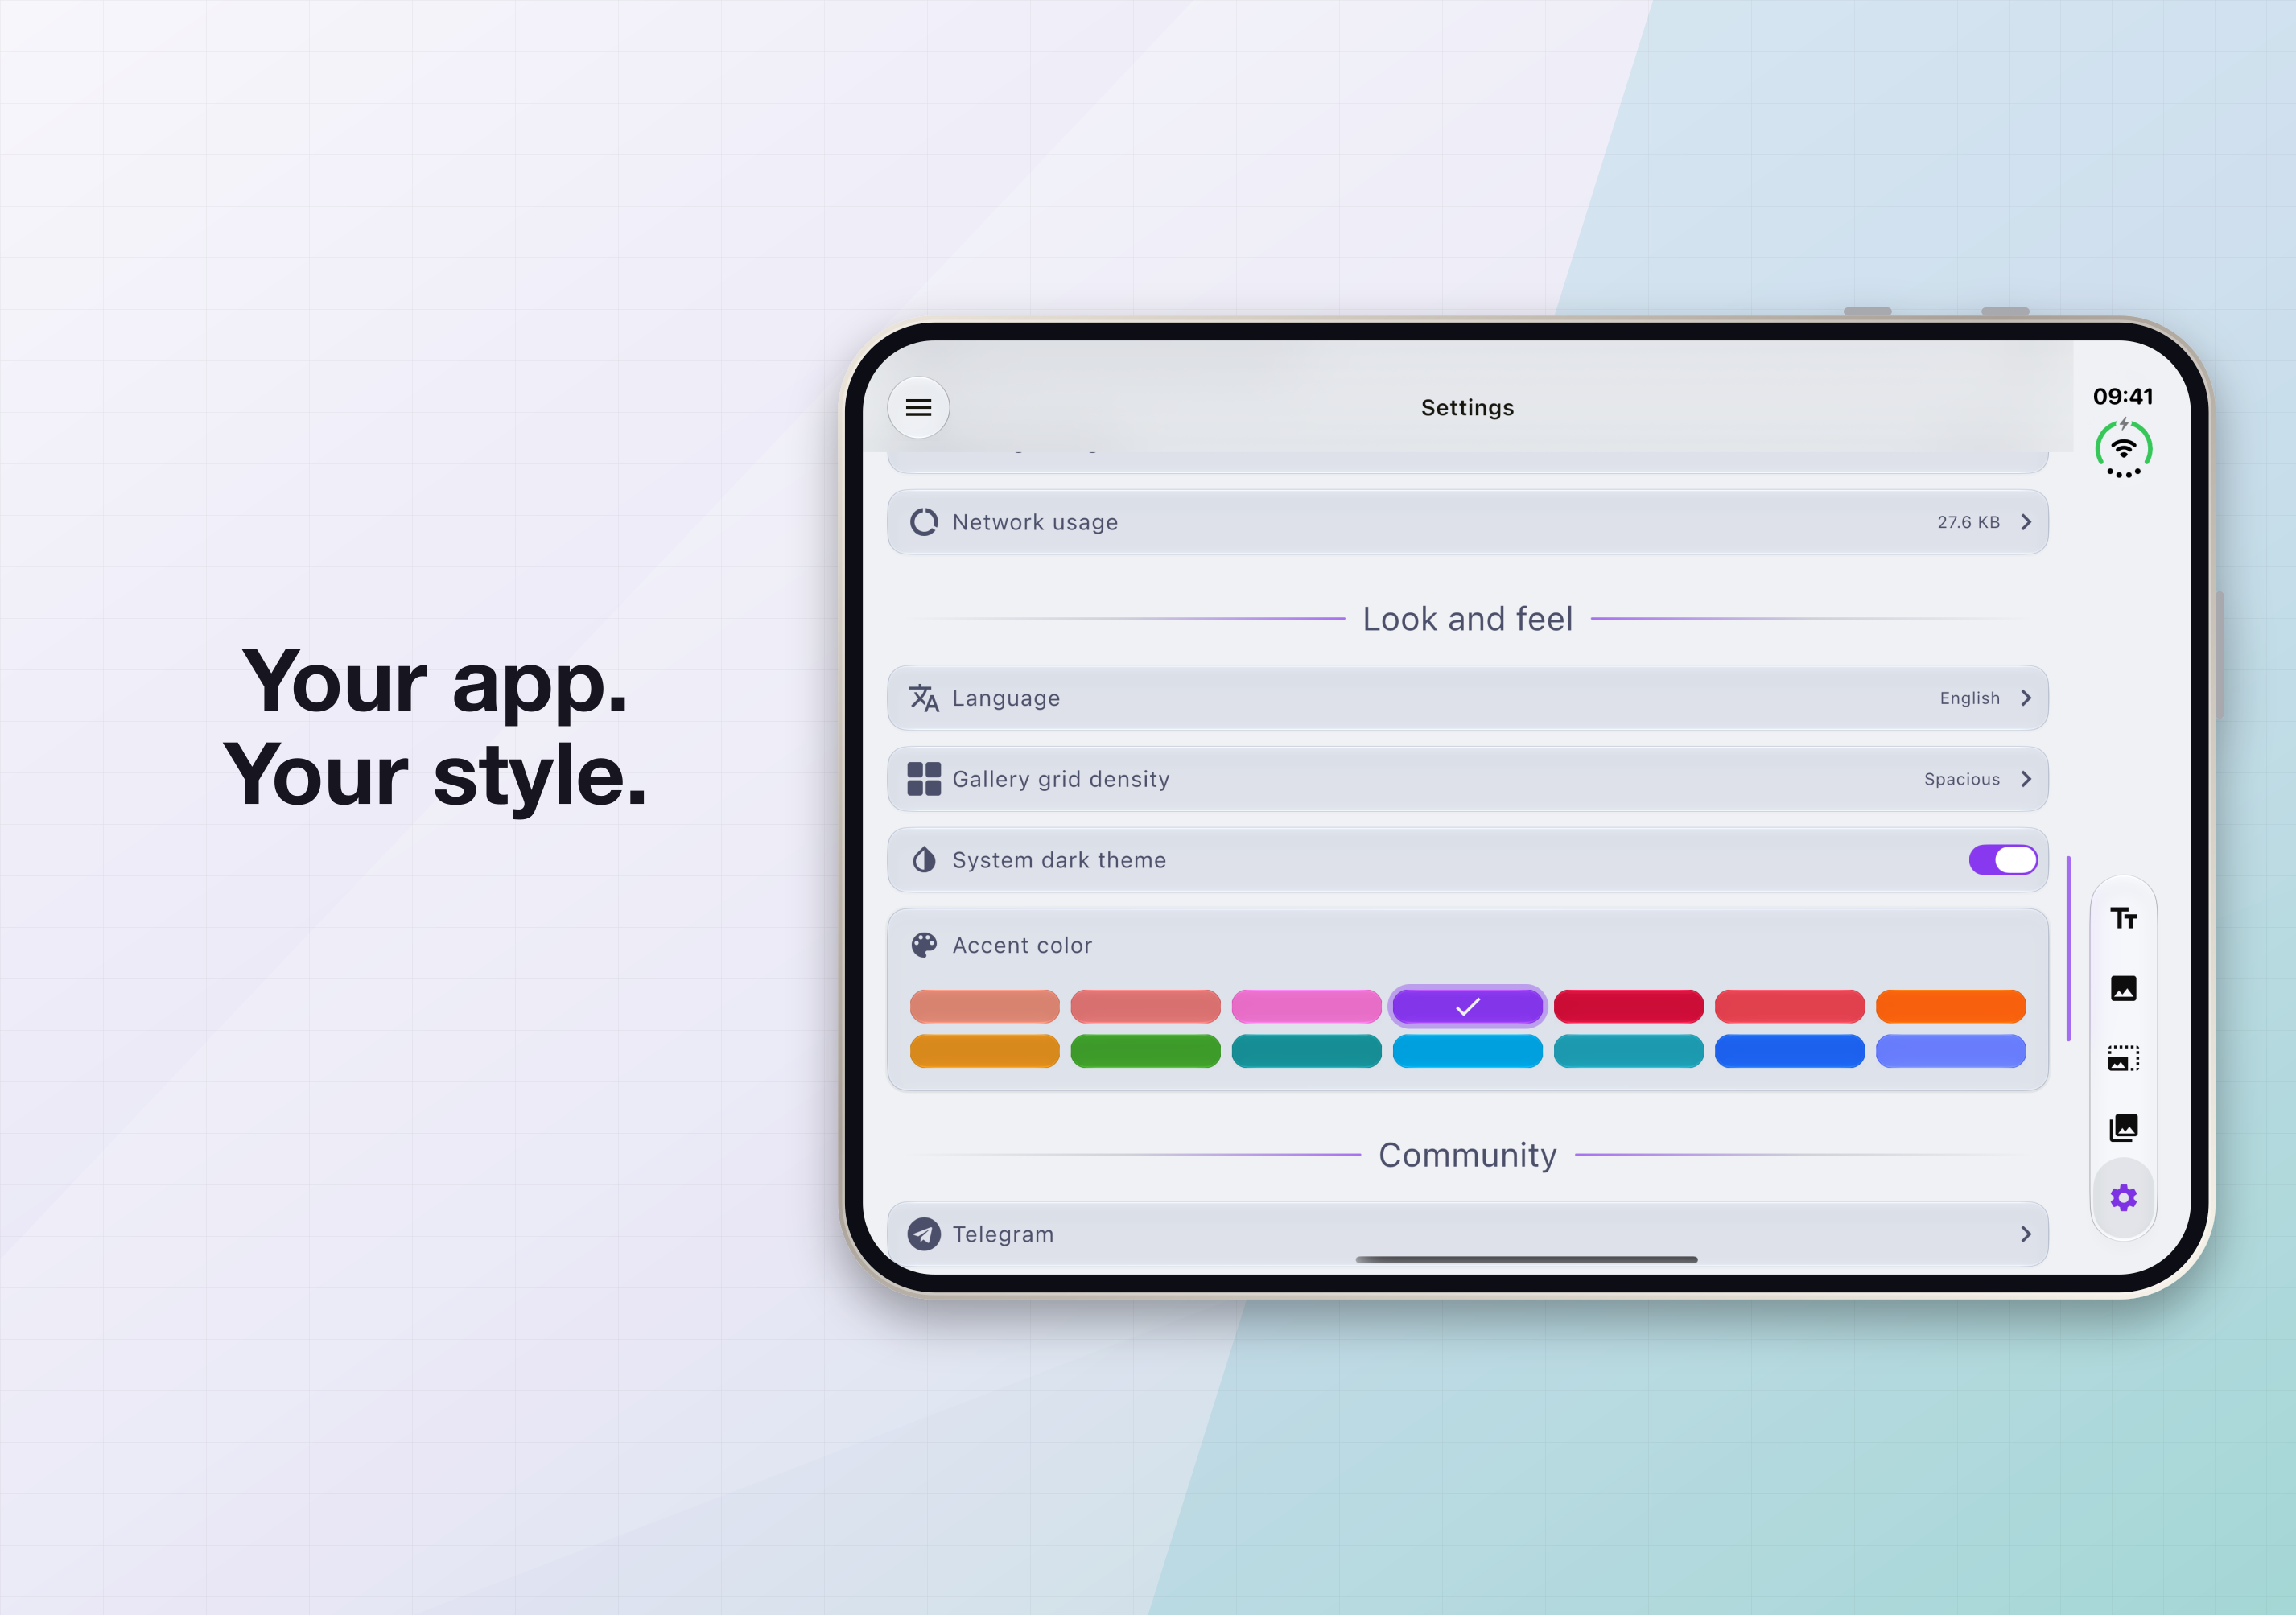 Your app.
Your style.
Settings
09:41
Network usage
27.6 KB
Look and feel
Language
English
Gallery grid density
Spacious
System dark theme
Accent color
Community
Telegram